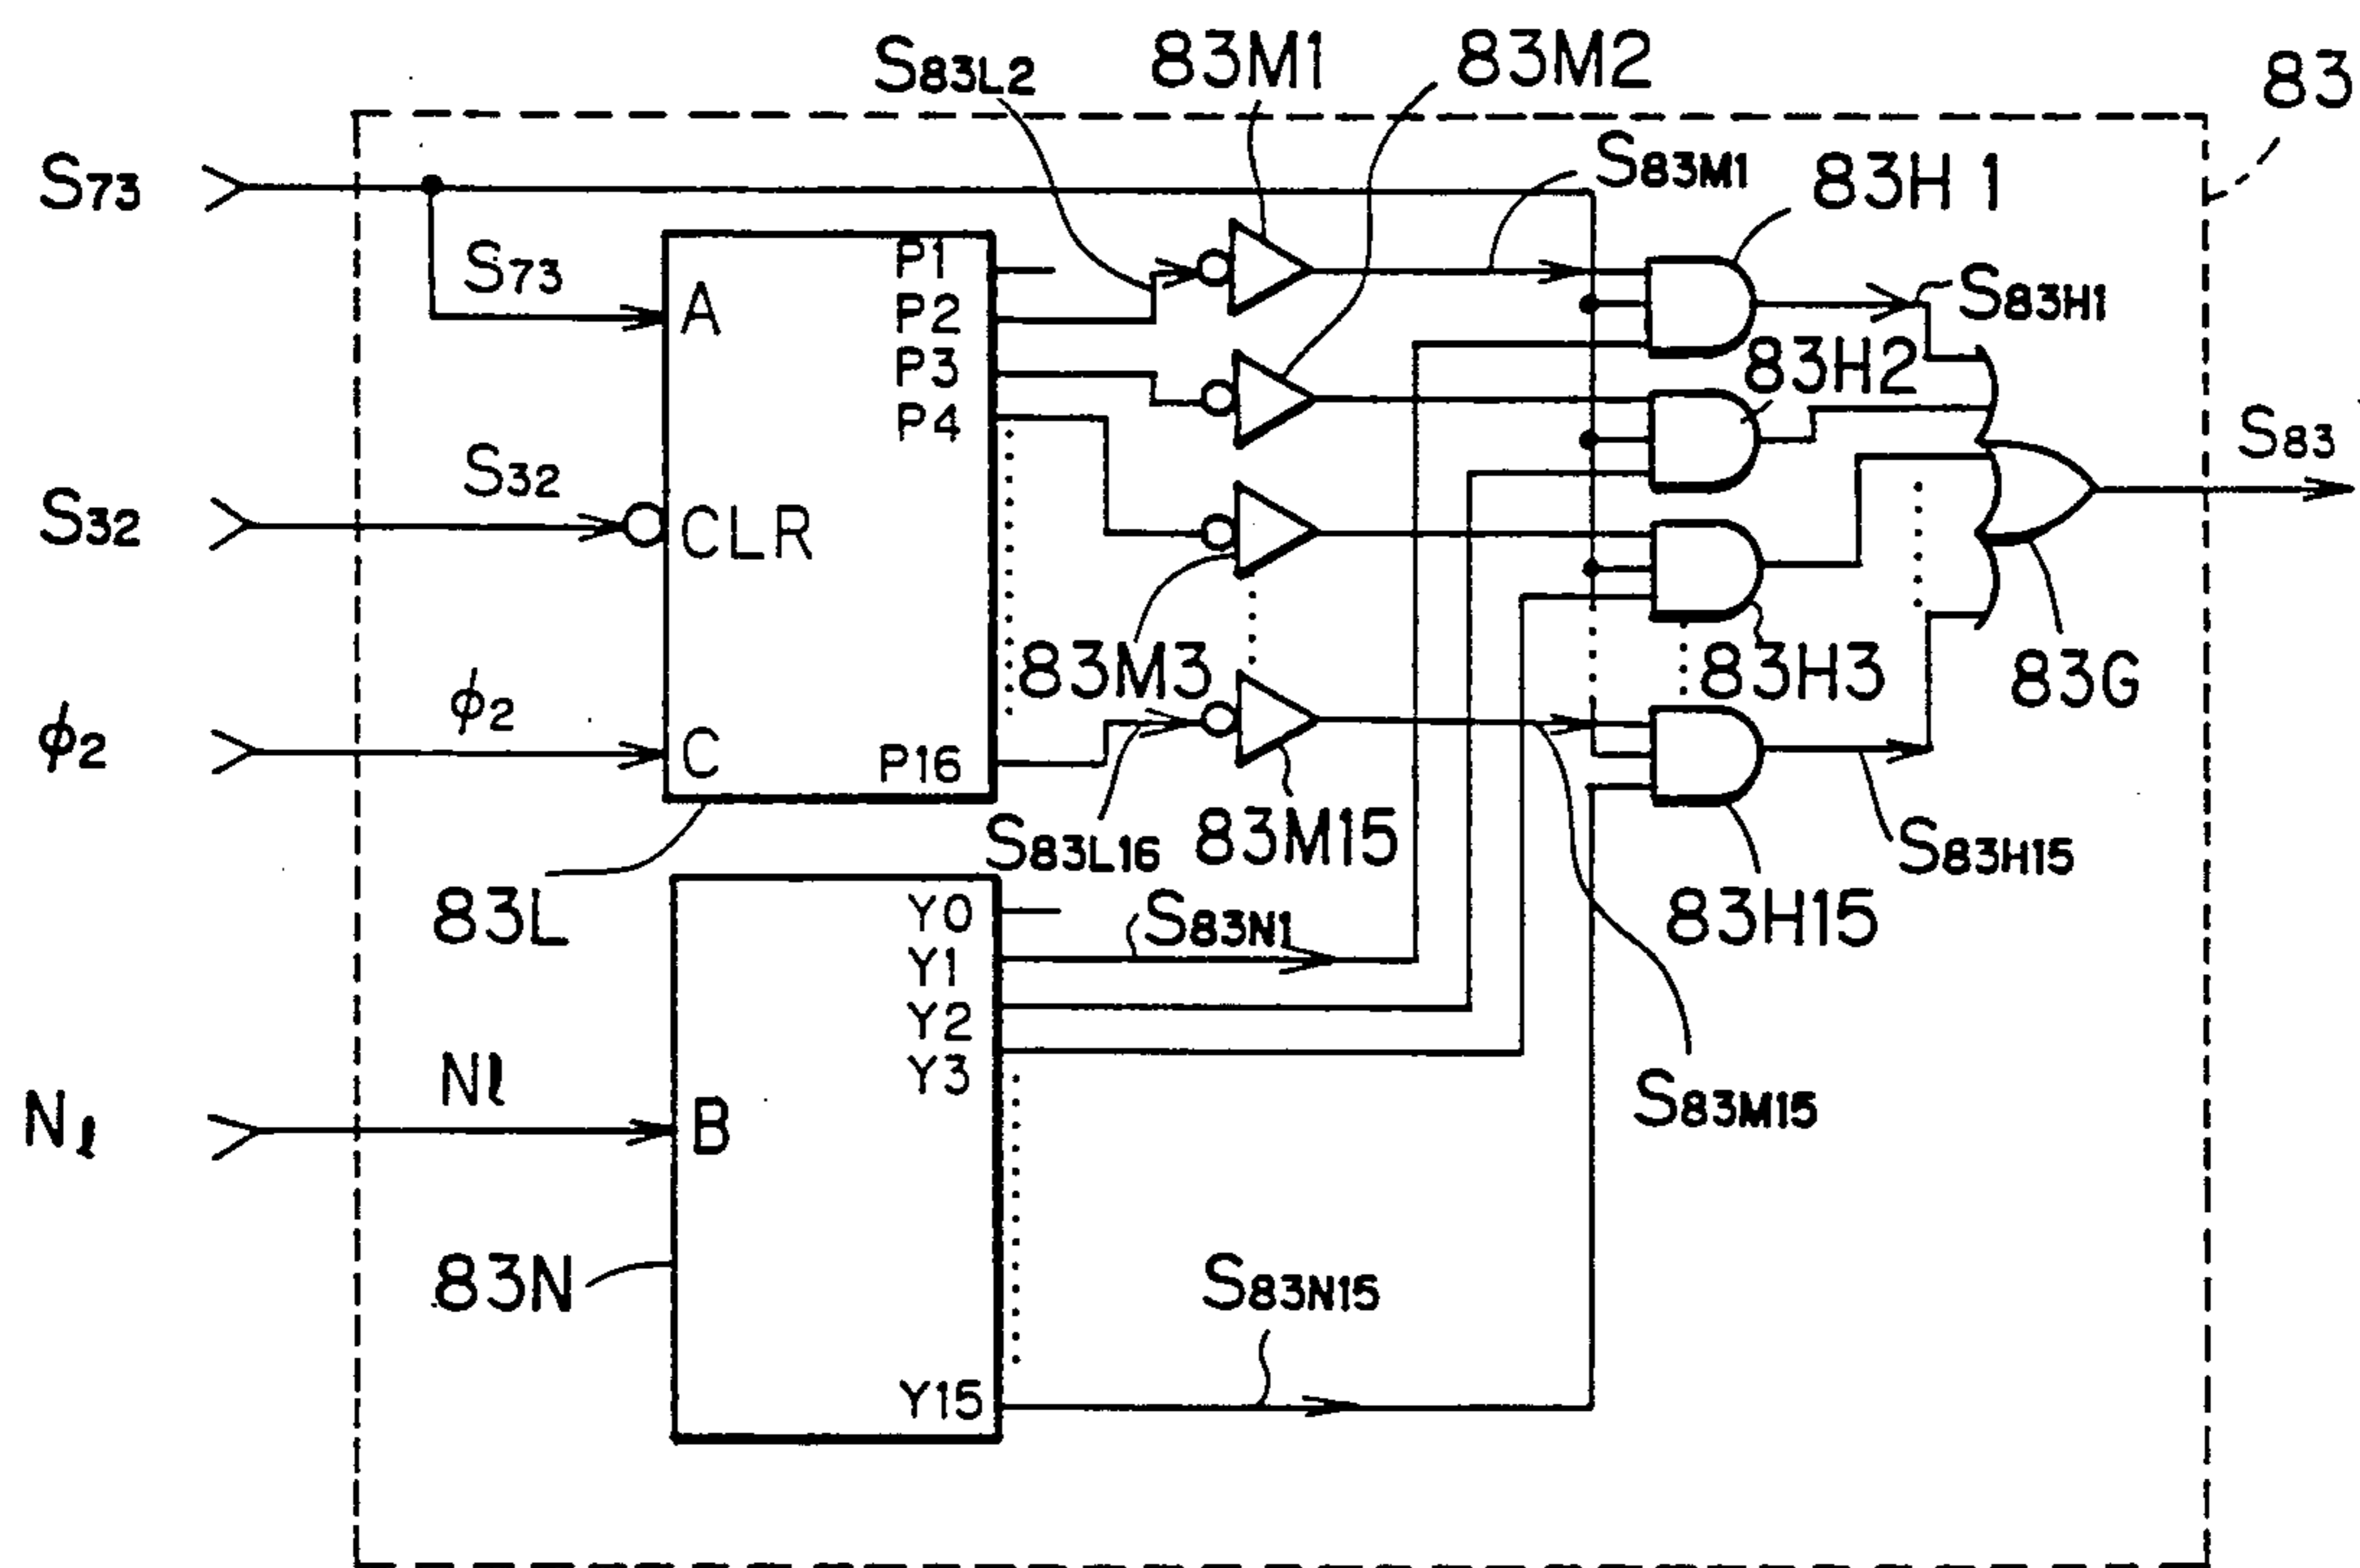 S83L2 83M1 83M2 83
S73 S83M1 83H1
S73 A P1
P2 S83H1
P3 83H2
P4
S32 S32 CLR S83
83M3 83H3 83G
ϕ2 ϕ2 C P16
S83L16 83M15 S83H15
83L Y0 S83N1 83H15
Y1
Y2
Y3
Nℓ Nℓ B S83M15
83N S83N15
Y15